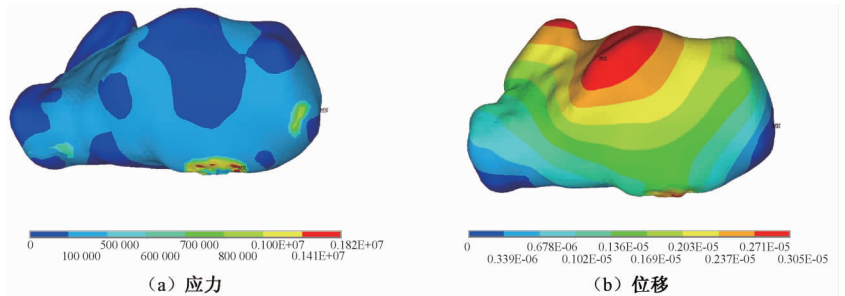 MX
MN
0 500 000 700 000 0.100E+07 0.182E+07
100 000 600 000 800 000 0.141E+07
(a) 应力
0 0.678E-06 0.136E-05 0.203E-05 0.271E-05
0.339E-06 0.102E-05 0.169E-05 0.237E-05 0.305E-05
(b) 位移